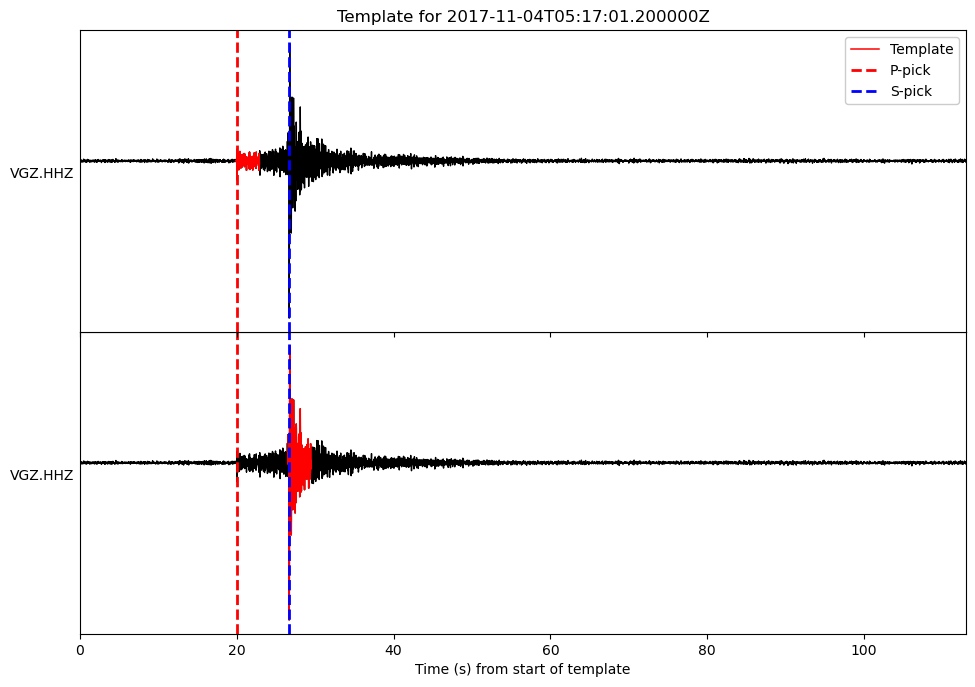 Template for 2017-11-04T05:17:01.200000Z
Template
P-pick
S-pick
VGZ.HHZ
VGZ.HHZ
0 20 40 60 80 100
Time (s) from start of template